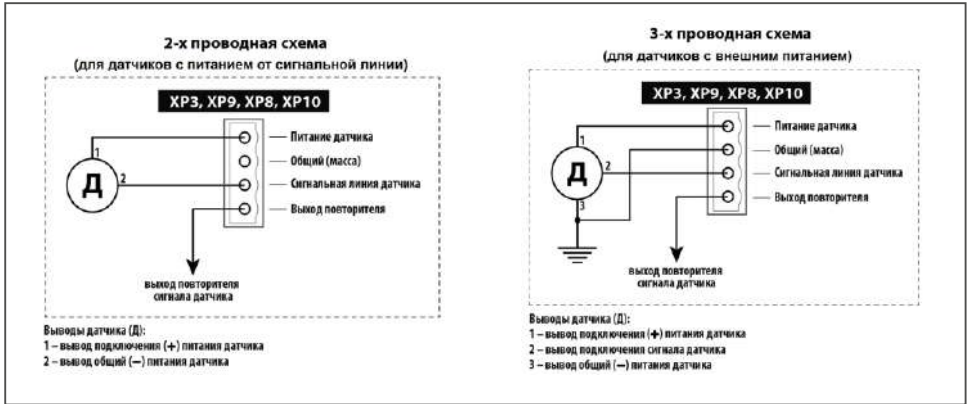 2-х проводная схема
(для датчиков с питанием от сигнальной линии)
XP3, XP9, XP8, XP10
1
2
Д
Питание датчика
Общий (масса)
Сигнальная линия датчика
Выход повторителя
выход повторителя
сигнала датчика
Выводы датчика (Д):
1 – вывод подключения (+) питания датчика
2 – вывод общий (—) питания датчика
3-х проводная схема
(для датчиков с внешним питанием)
XP3, XP9, XP8, XP10
1
2
Д
3
Питание датчика
Общий (масса)
Сигнальная линия датчика
Выход повторителя
выход повторителя
сигнала датчика
Выводы датчика (Д):
1 – вывод подключения (+) питания датчика
2 – вывод подключения сигнала датчика
3 – вывод общий (—) питания датчика